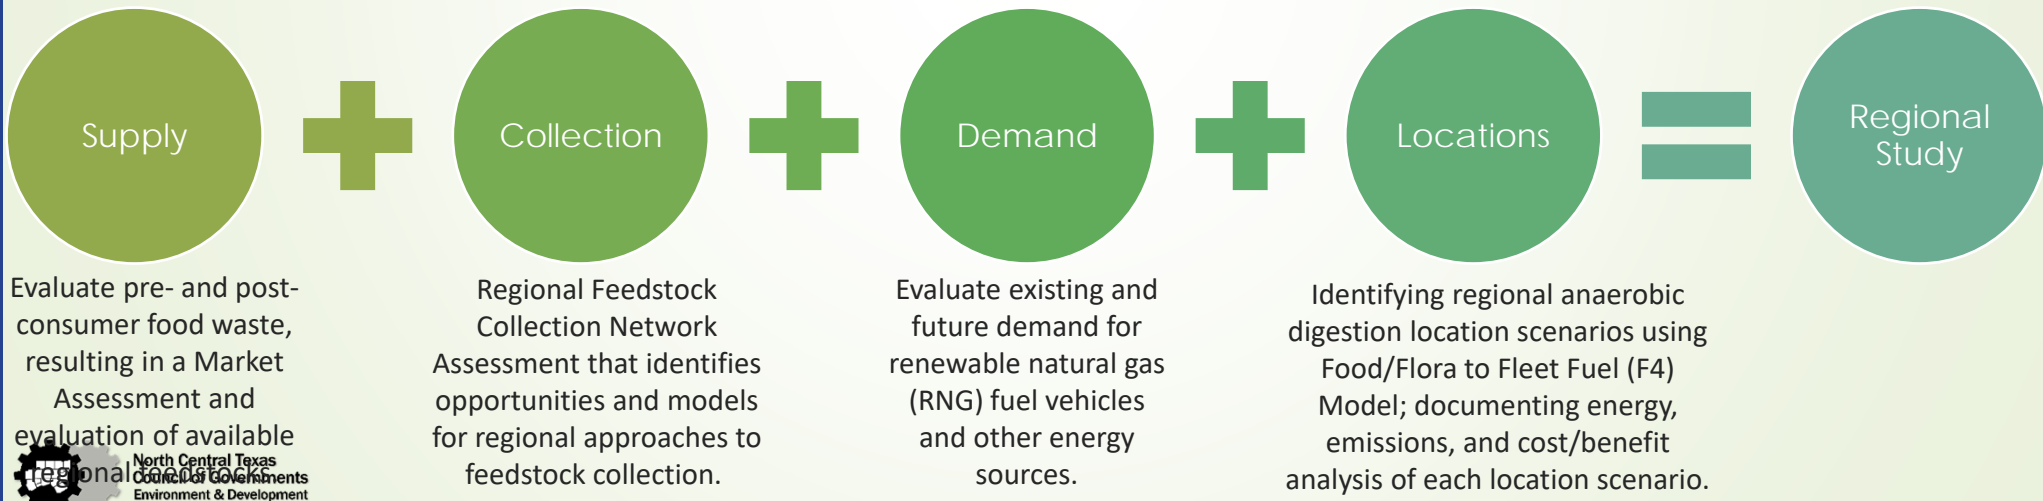 Supply
Collection
Demand
Locations
Regional
Study
Evaluate pre- and post-
consumer food waste,
resulting in a Market
Assessment and
evaluation of available
regional feedstocks.
Regional Feedstock
Collection Network
Assessment that identifies
opportunities and models
for regional approaches to
feedstock collection.
Evaluate existing and
future demand for
renewable natural gas
(RNG) fuel vehicles
and other energy
sources.
Identifying regional anaerobic
digestion location scenarios using
Food/Flora to Fleet Fuel (F4)
Model; documenting energy,
emissions, and cost/benefit
analysis of each location scenario.
North Central Texas
Council of Governments
Environment & Development